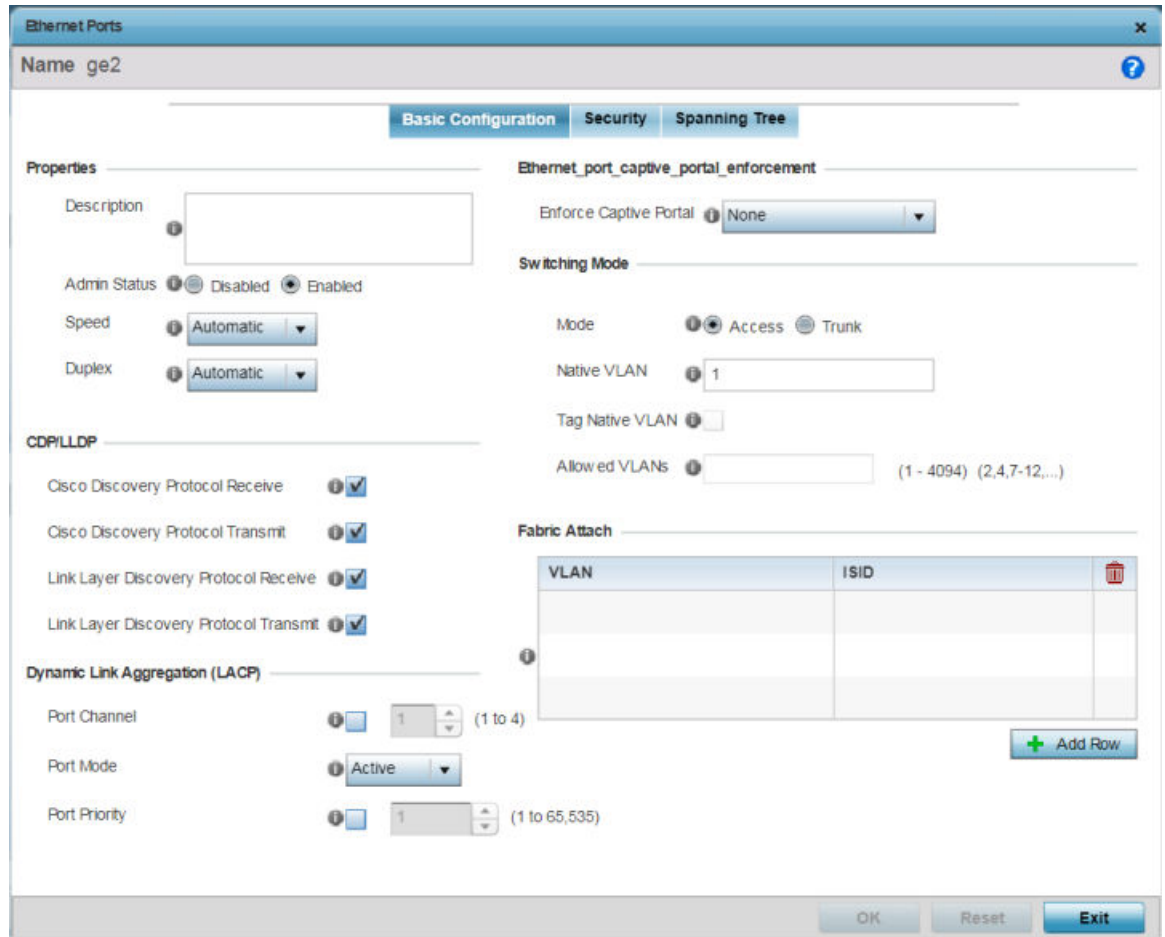 Ethernet Ports
Name ge2
Basic Configuration Security Spanning Tree
Properties
Description
Admin Status Disabled Enabled
Speed Automatic
Duplex Automatic
CDP/LLDP
Cisco Discovery Protocol Receive
Cisco Discovery Protocol Transmit
Link Layer Discovery Protocol Receive
Link Layer Discovery Protocol Transmit
Dynamic Link Aggregation (LACP)
Port Channel 1 (1 to 4)
Port Mode Active
Port Priority 1 (1 to 65,535)
Ethernet_port_captive_portal_enforcement
Enforce Captive Portal None
Switching Mode
Mode Access Trunk
Native VLAN 1
Tag Native VLAN
Allowed VLANs (1 - 4094) (2,4,7-12,...)
Fabric Attach
VLAN ISID
Add Row
OK Reset Exit